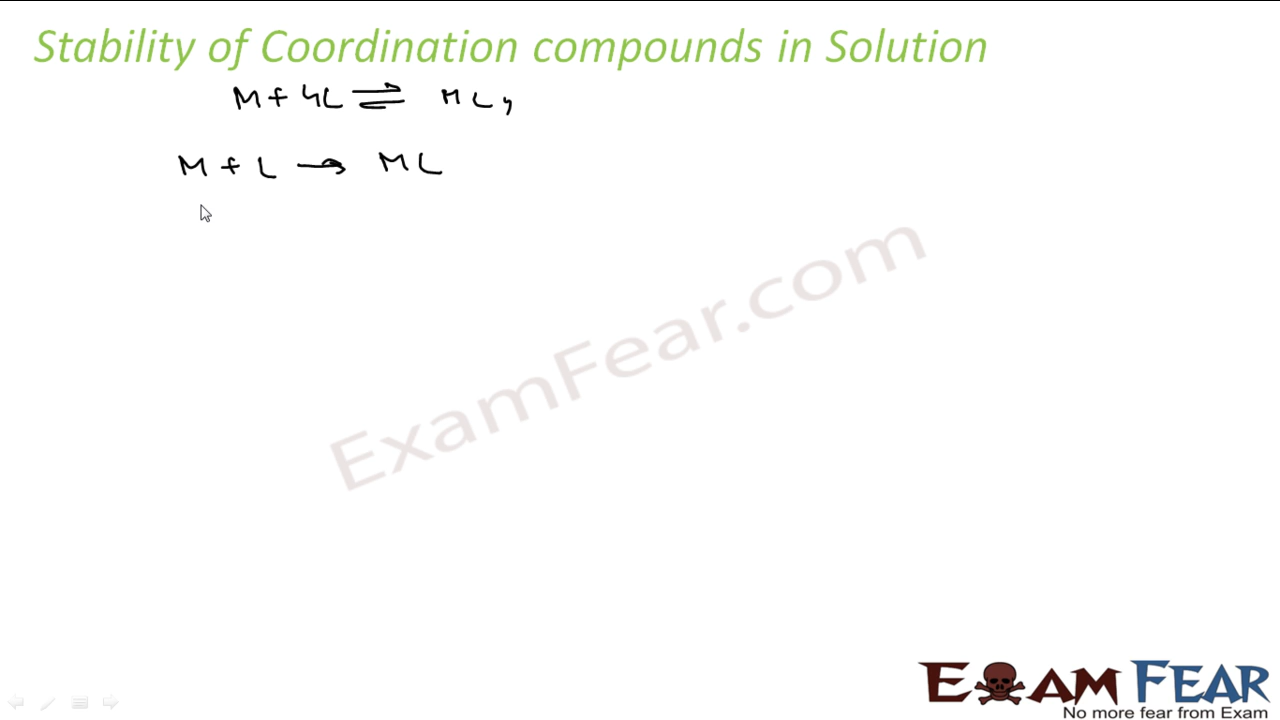 Stability of Coordination compounds in Solution
M + 4L ⇌ ML₄
M + L → ML
ExamFear.com
EXAM FEAR
No more fear from Exam